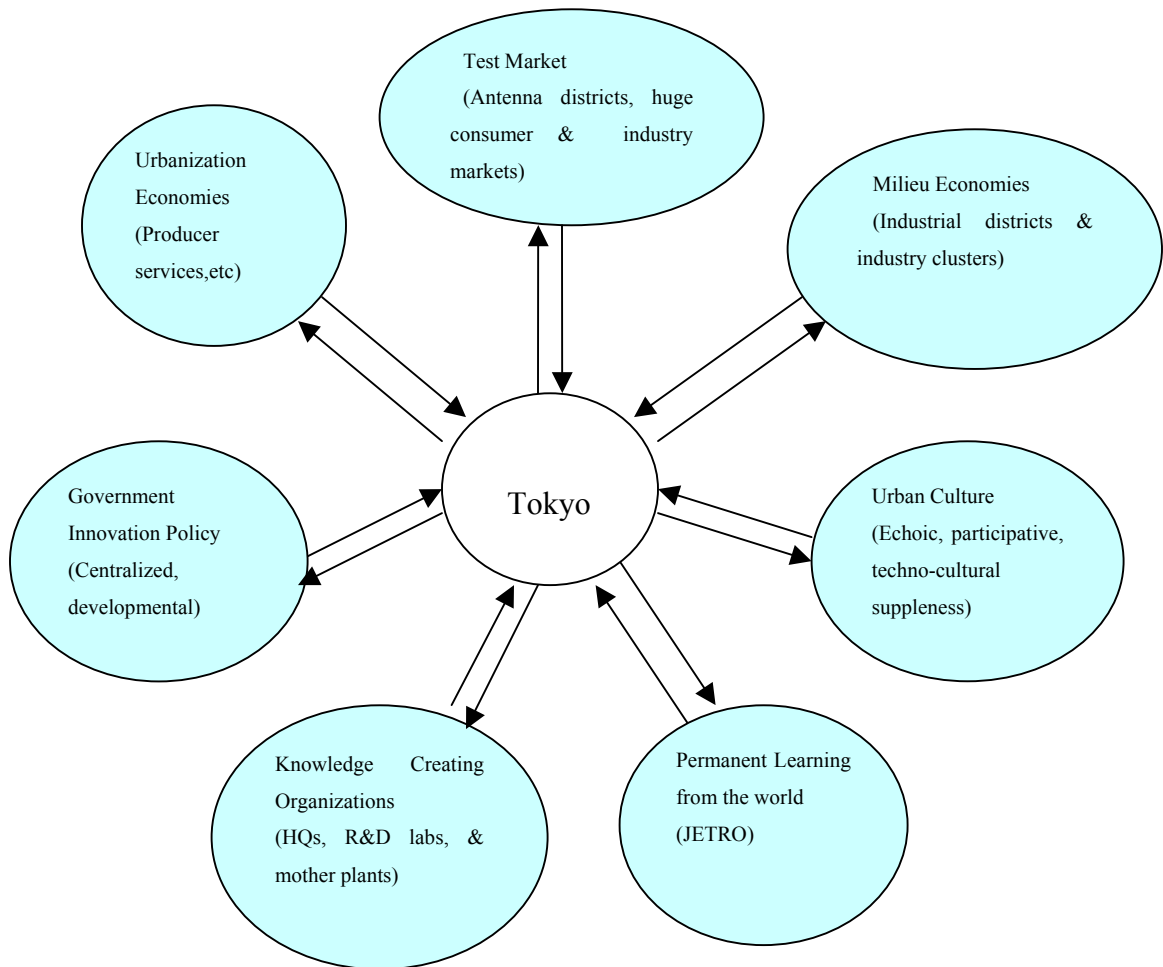 Test Market
(Antenna districts, huge
consumer & industry
markets)
Urbanization
Economies
(Producer
services,etc)
Milieu Economies
(Industrial districts &
industry clusters)
Tokyo
Government
Innovation Policy
(Centralized,
developmental)
Urban Culture
(Echoic, participative,
techno-cultural
suppleness)
Knowledge Creating
Organizations
(HQs, R&D labs, &
mother plants)
Permanent Learning
from the world
(JETRO)